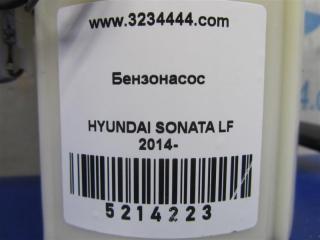 www.3234444.com
Бензонасос
HYUNDAI SONATA LF
2014-
5214223